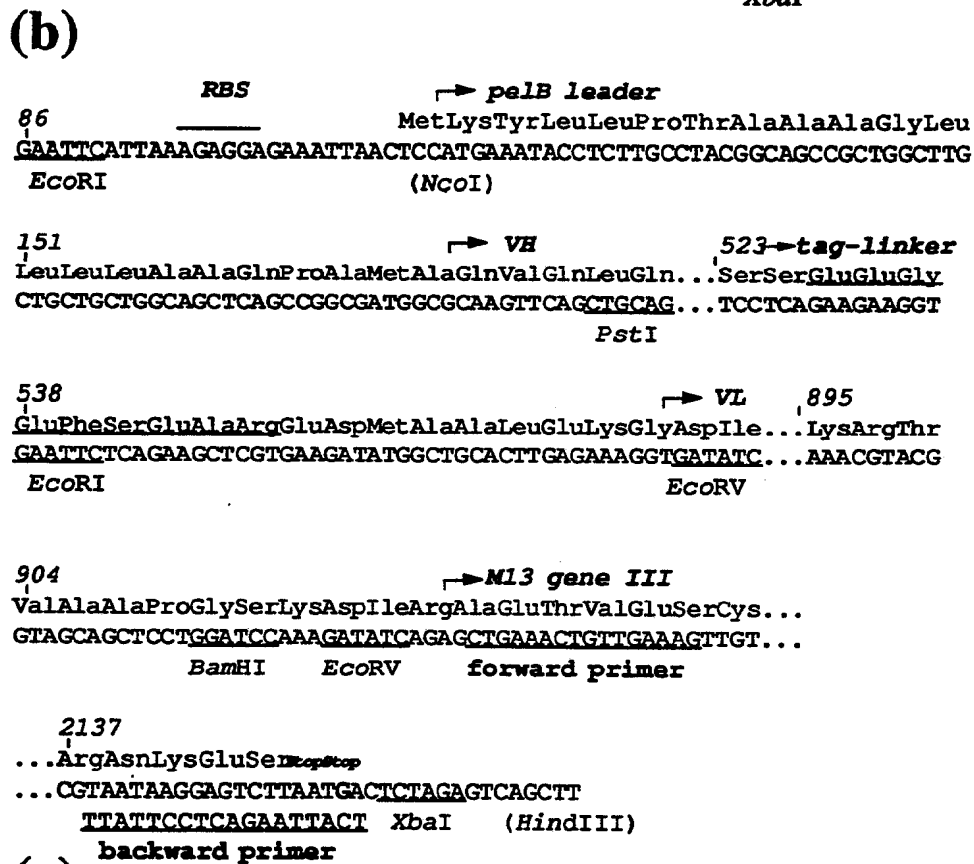 XbaI
(b)
RBS pelB leader
86 MetLysTyrLeuLeuProThrAlaAlaAlaGlyLeu
GAATTCATTAAAGAGGAGAAATTAACTCCATGAAATACCTCTTGCCTACGGCAGCCGCTGGCTTG
EcoRI (NcoI)
151 VH 523 tag-linker
LeuLeuLeuAlaAlaGlnProAlaMetAlaGlnValGlnLeuGln...SerSerGluGluGly
CTGCTGCTGGCAGCTCAGCCGGCGATGGCGCAAGTTCAGCTGCAG...TCCTCAGAAGAAGGT
PstI
538 VL 895
GluPheSerGluAlaArgGluAspMetAlaAlaLeuGluLysGlyAspIle...LysArgThr
GAATTCTCAGAAGCTCGTGAAGATATGGCTGCACTTGAGAAAGGTGATATC...AAACGTACG
EcoRI EcoRV
904 M13 gene III
ValAlaAlaProGlySerLysAspIleArgAlaGluThrValGluSerCys...
GTAGCAGCTCCTGGATCCAAAGATATCAGAGCTGAAACTGTTGAAAGTTGT...
BamHI EcoRV forward primer
2137
...ArgAsnLysGluSerStopStop
...CGTAATAAGGAGTCTTAATGACTCTAGAGTCAGCTT
TTATTCCTCAGAATTACT XbaI (HindIII)
backward primer